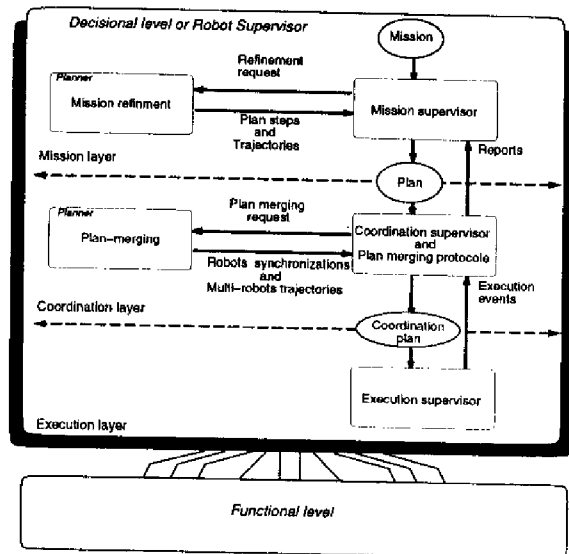 Decisional level or Robot Supervisor
Mission
Refinement
request
Planner
Mission refinment
Mission supervisor
Plan steps
and
Trajectories
Reports
Mission layer
Plan
Plan merging
request
Planner
Plan-merging
Coordination supervisor
and
Plan merging protocole
Robots synchronizations
and
Multi-robots trajectories
Execution
events
Coordination layer
Coordination
plan
Execution supervisor
Execution layer
Functional level